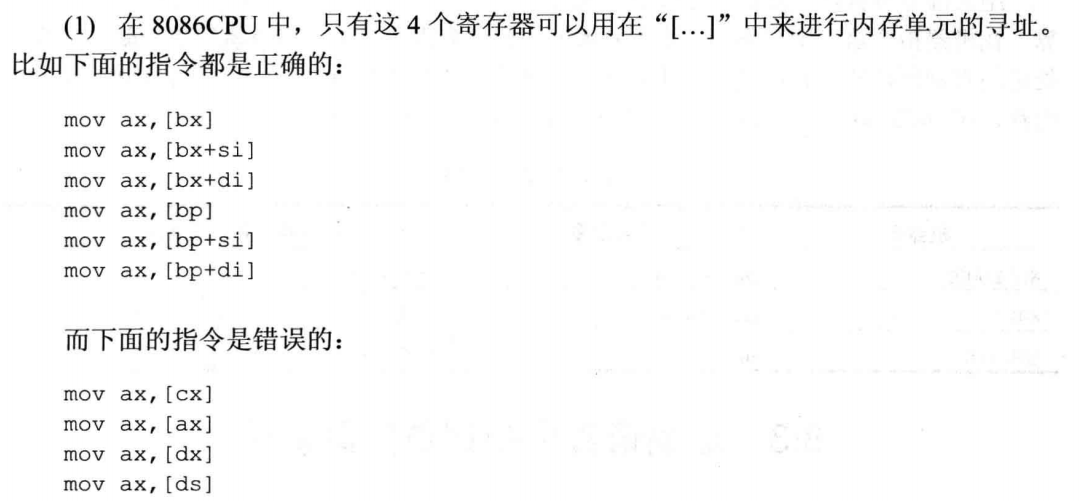 (1) 在 8086CPU 中，只有这 4 个寄存器可以用在“[…]”中来进行内存单元的寻址。
比如下面的指令都是正确的：
mov ax,[bx]
mov ax,[bx+si]
mov ax,[bx+di]
mov ax,[bp]
mov ax,[bp+si]
mov ax,[bp+di]
而下面的指令是错误的：
mov ax,[cx]
mov ax,[ax]
mov ax,[dx]
mov ax,[ds]